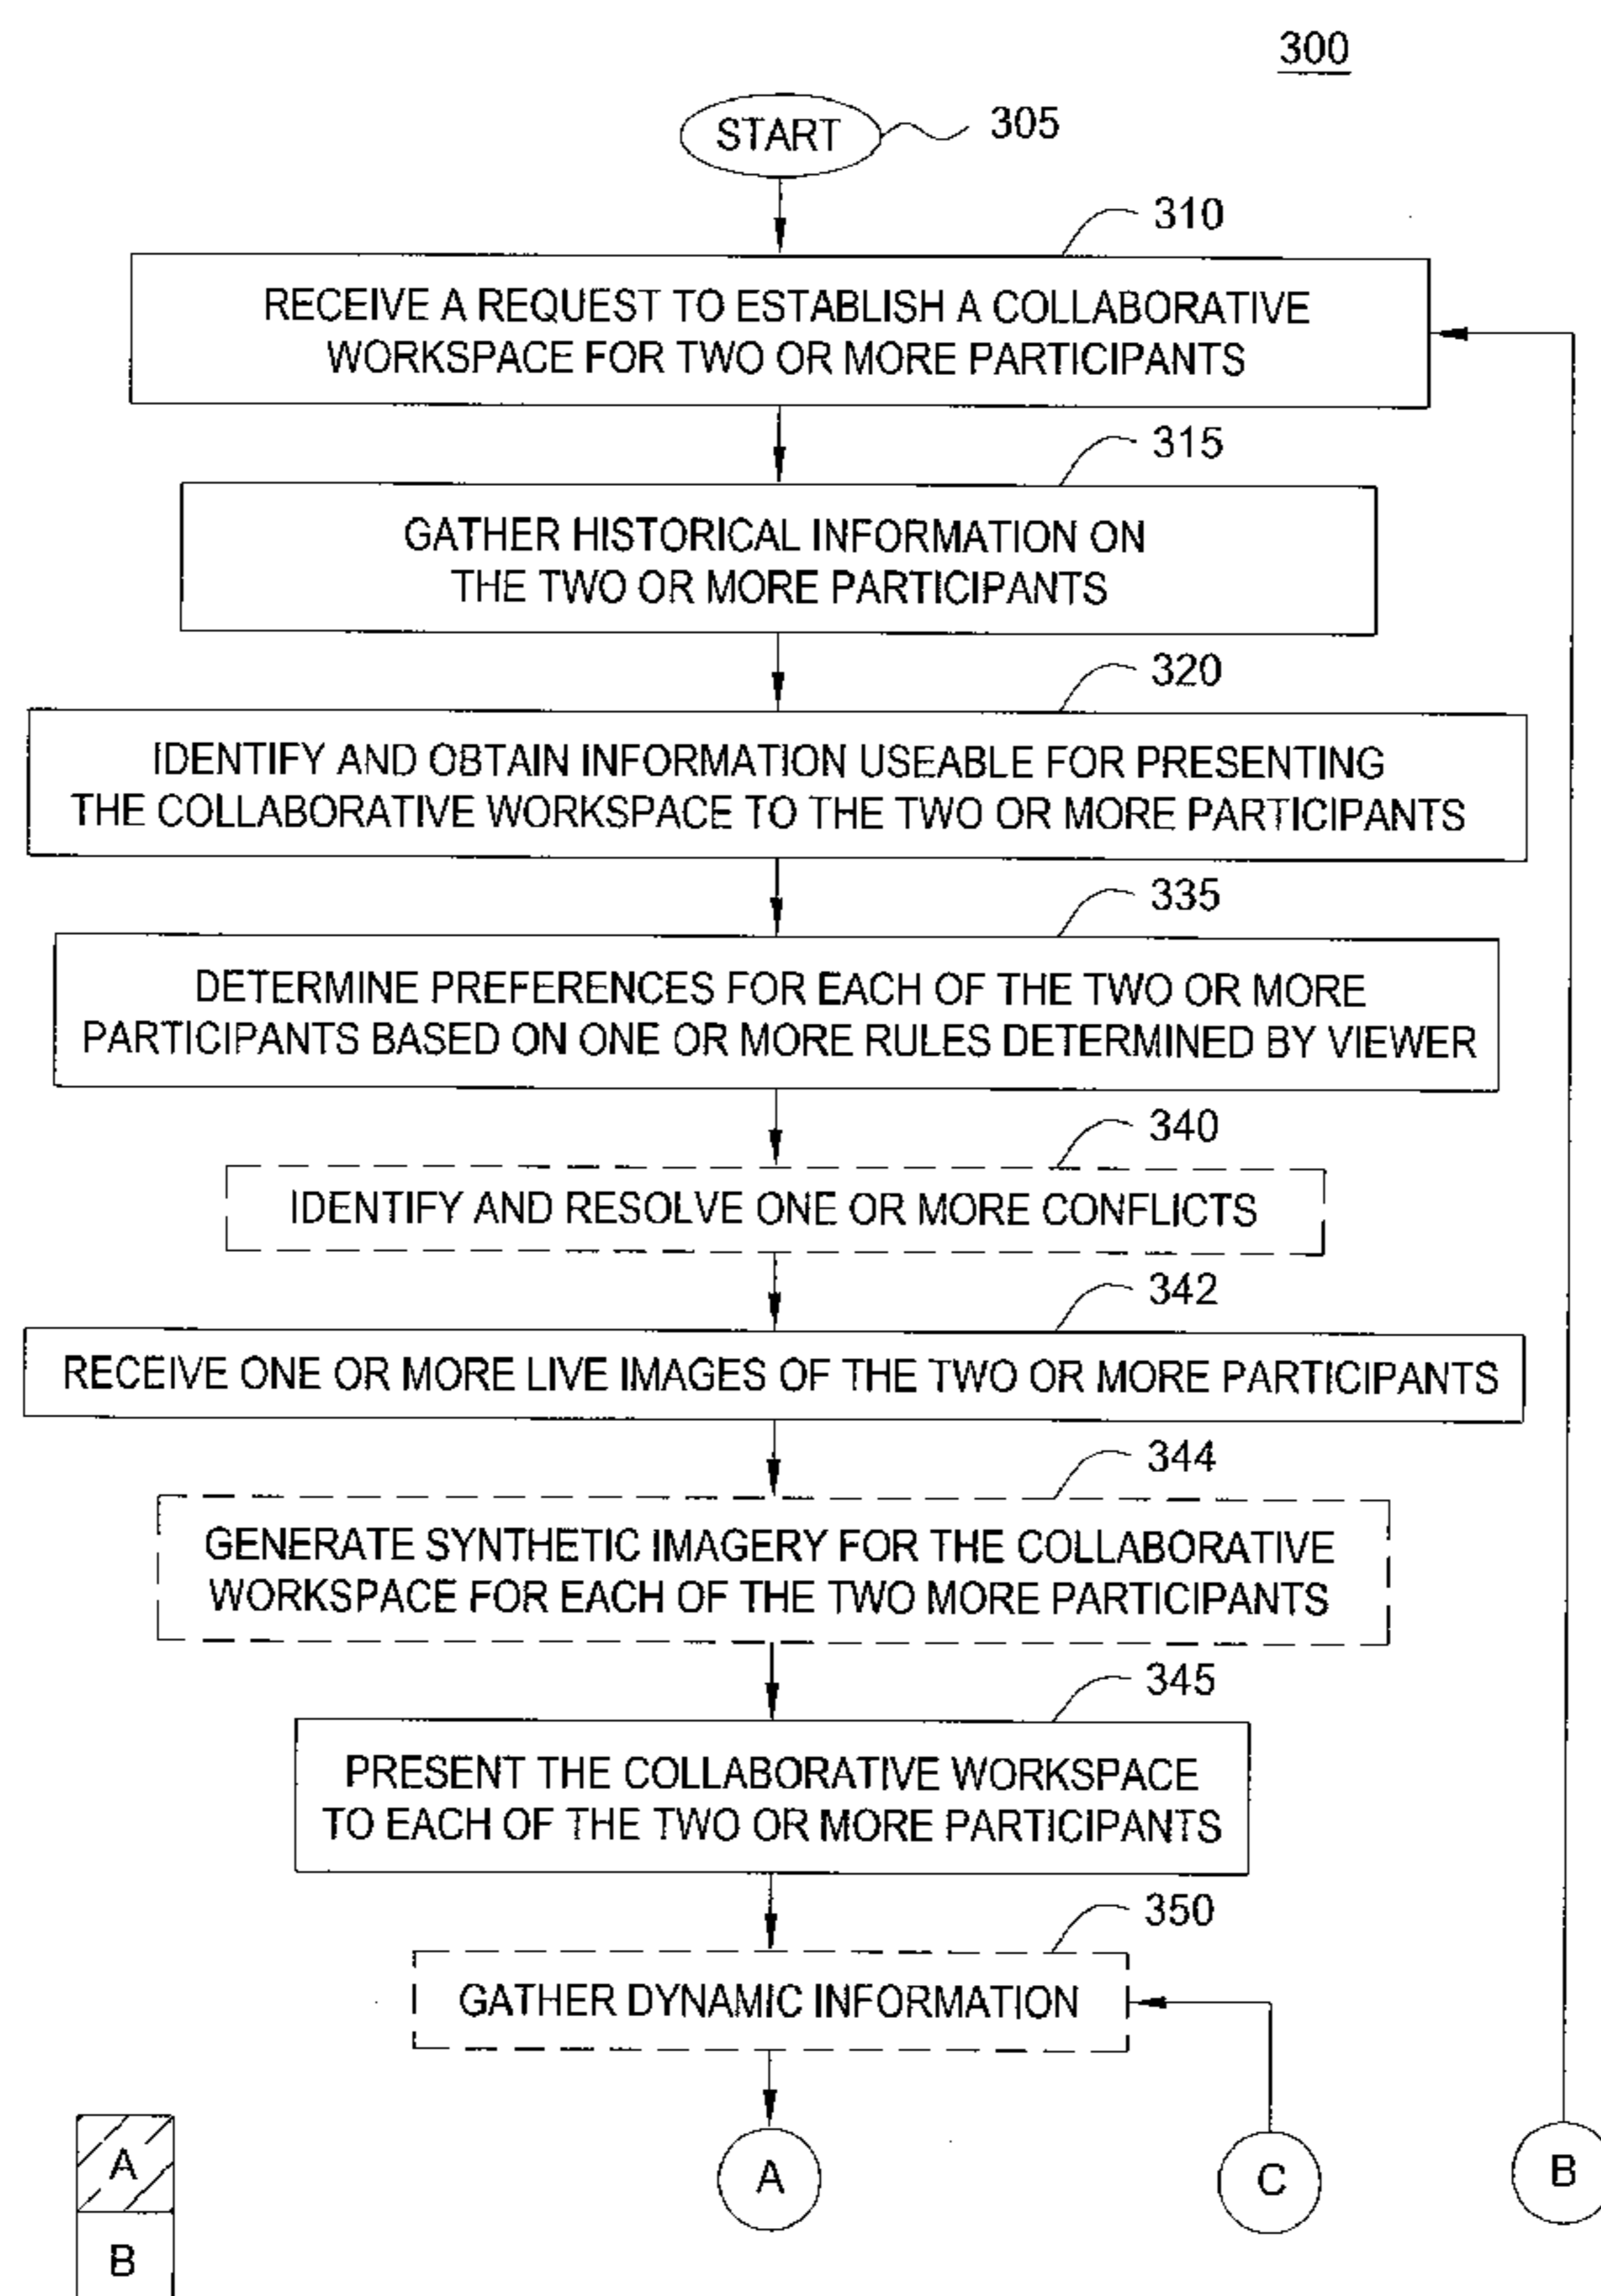 300
START
305
310
RECEIVE A REQUEST TO ESTABLISH A COLLABORATIVE
WORKSPACE FOR TWO OR MORE PARTICIPANTS
315
GATHER HISTORICAL INFORMATION ON
THE TWO OR MORE PARTICIPANTS
320
IDENTIFY AND OBTAIN INFORMATION USEABLE FOR PRESENTING
THE COLLABORATIVE WORKSPACE TO THE TWO OR MORE PARTICIPANTS
335
DETERMINE PREFERENCES FOR EACH OF THE TWO OR MORE
PARTICIPANTS BASED ON ONE OR MORE RULES DETERMINED BY VIEWER
340
IDENTIFY AND RESOLVE ONE OR MORE CONFLICTS
342
RECEIVE ONE OR MORE LIVE IMAGES OF THE TWO OR MORE PARTICIPANTS
344
GENERATE SYNTHETIC IMAGERY FOR THE COLLABORATIVE
WORKSPACE FOR EACH OF THE TWO MORE PARTICIPANTS
345
PRESENT THE COLLABORATIVE WORKSPACE
TO EACH OF THE TWO OR MORE PARTICIPANTS
350
GATHER DYNAMIC INFORMATION
A
A
C
B
B